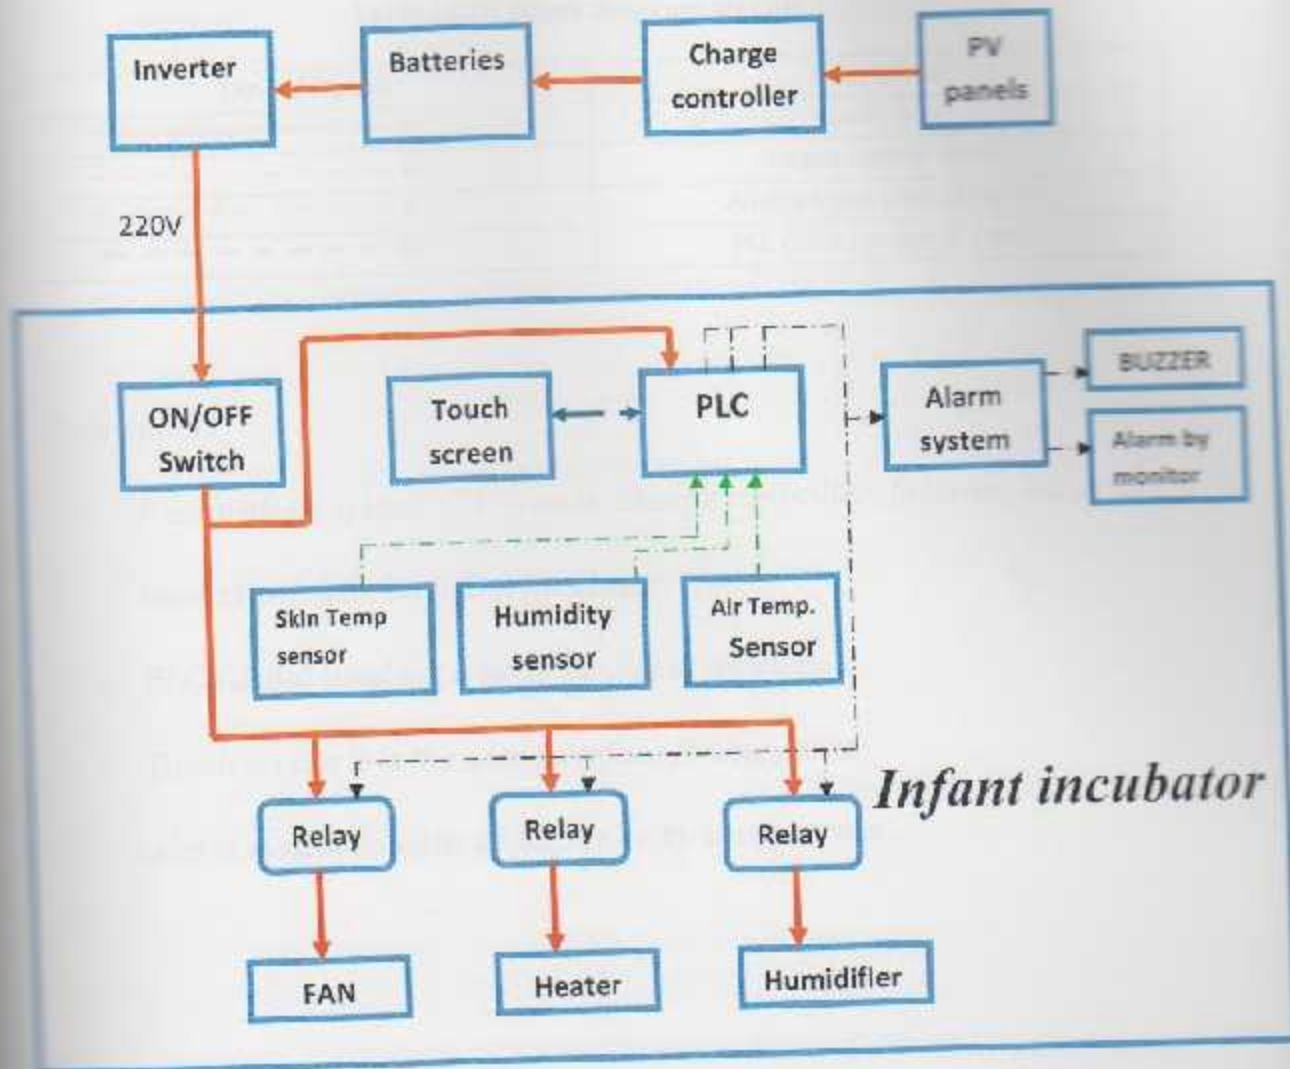 Inverter
Batteries
Charge
controller
PV
panels
220V
ON/OFF
Switch
Touch
screen
PLC
Alarm
system
BUZZER
Alarm by
monitor
Skin Temp
sensor
Humidity
sensor
Air Temp.
Sensor
Relay
Relay
Relay
Infant incubator
FAN
Heater
Humidifier